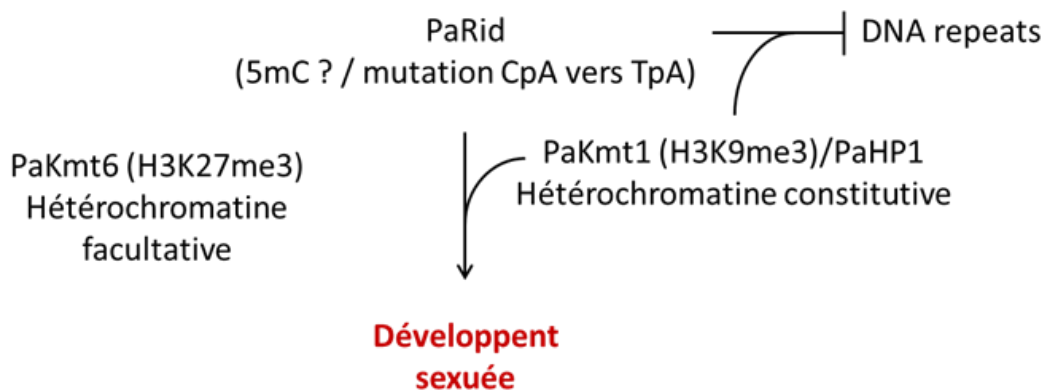 PaRid
(5mC ? / mutation CpA vers TpA)
DNA repeats
PaKmt6 (H3K27me3)
Hétérochromatine
facultative
PaKmt1 (H3K9me3)/PaHP1
Hétérochromatine constitutive
Développent
sexuée